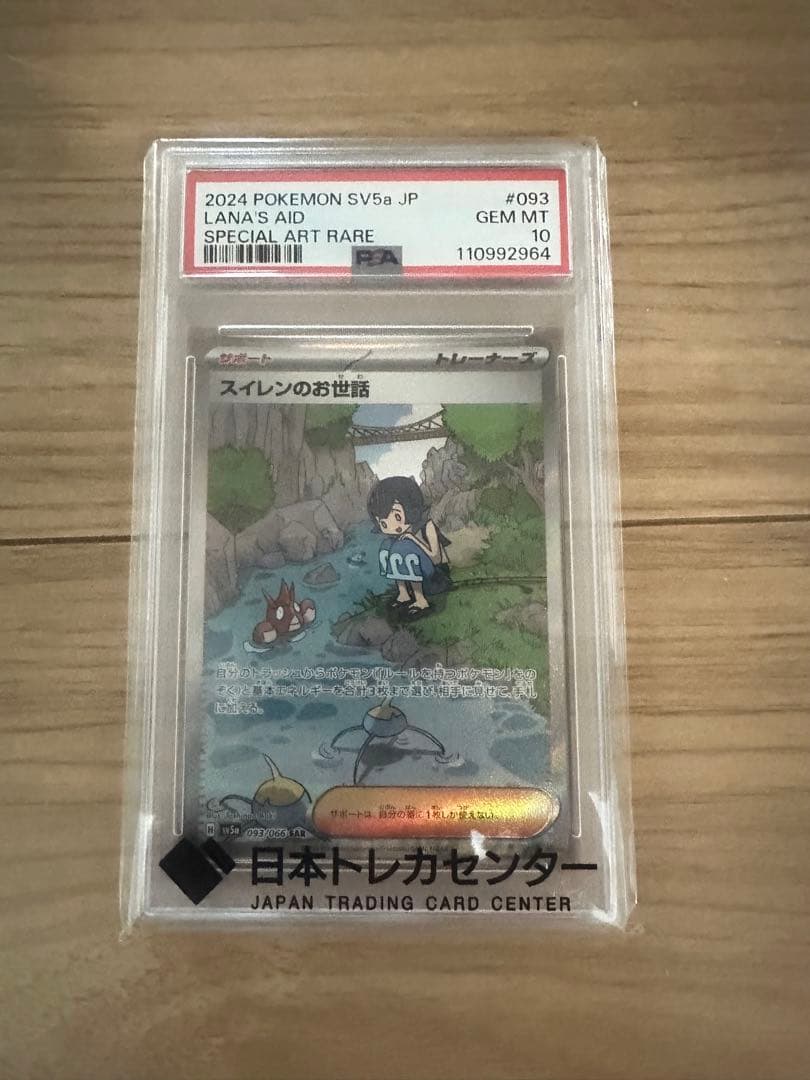 2024 POKEMON SV5a JP #093
LANA'S AID GEM MT
SPECIAL ART RARE 10
PSA 110992964
サポート トレーナーズ
スイレンのお世話
自分のトラッシュからポケモン(「ルールを持つポケモン」をの
ぞく)と基本エネルギーを合計3枚まで選び、相手に見せて、手札
に加える。
サポートは、自分の番に1枚しか使えない。
H sv5a 093/066 SAR
日本トレカセンター
JAPAN TRADING CARD CENTER